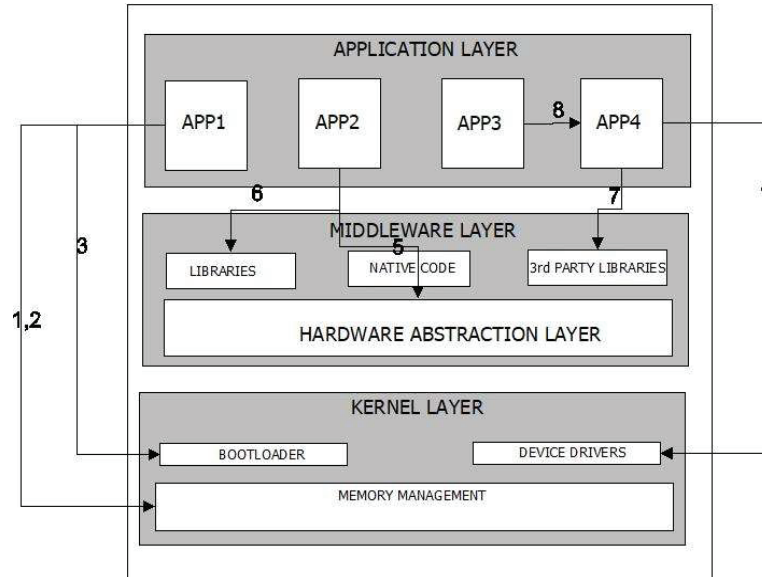 APPLICATION LAYER
APP1
APP2
APP3
8
APP4
6
7
MIDDLEWARE LAYER
3
5
LIBRARIES
NATIVE CODE
3rd PARTY LIBRARIES
1,2
HARDWARE ABSTRACTION LAYER
KERNEL LAYER
BOOTLOADER
DEVICE DRIVERS
MEMORY MANAGEMENT